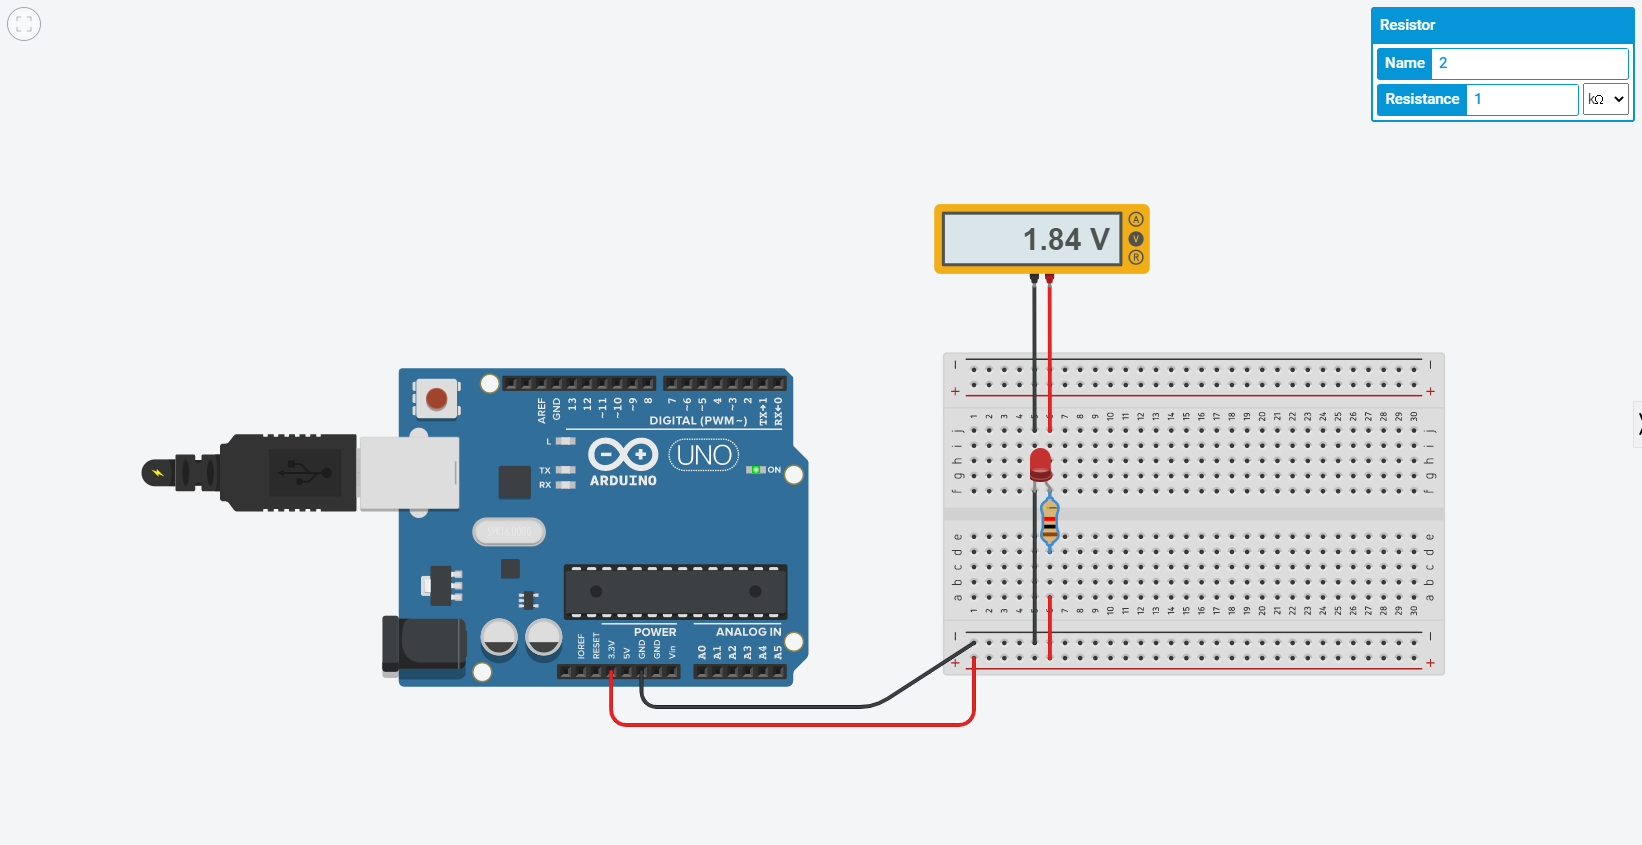 Resistor
Name 2
Resistance 1 kΩ
1.84 V
A
V
R
AREF
GND
13
12
~11
~10
~9
8
7
~6
~5
4
~3
2
TX→1
RX←0
DIGITAL (PWM~)
L
TX
RX
UNO
ARDUINO
ON
POWER
ANALOG IN
IOREF
RESET
3.3V
5V
GND
GND
Vin
A0
A1
A2
A3
A4
A5
− −
+ +
1 2 3 4 5 6 7 8 9 10 11 12 13 14 15 16 17 18 19 20 21 22 23 24 25 26 27 28 29 30
j j
i i
h h
g g
f f
e e
d d
c c
b b
a a
1 2 3 4 5 6 7 8 9 10 11 12 13 14 15 16 17 18 19 20 21 22 23 24 25 26 27 28 29 30
− −
+ +